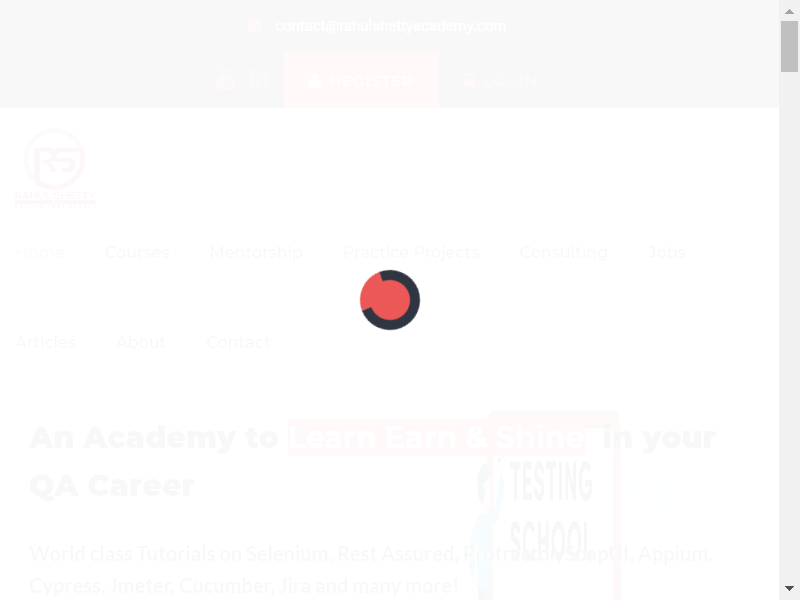 contact@rahulshettyacademy.com
REGISTER
LOGIN
RS
RAHUL SHETTY
Home Courses Mentorship Practice Projects Consulting Jobs
Articles About Contact
An Academy to Learn Earn & Shine in your
QA Career
TESTING
SCHOOL
World class Tutorials on Selenium, Rest Assured, Protractor, SoapUI, Appium,
Cypress, Jmeter, Cucumber, Jira and many more!